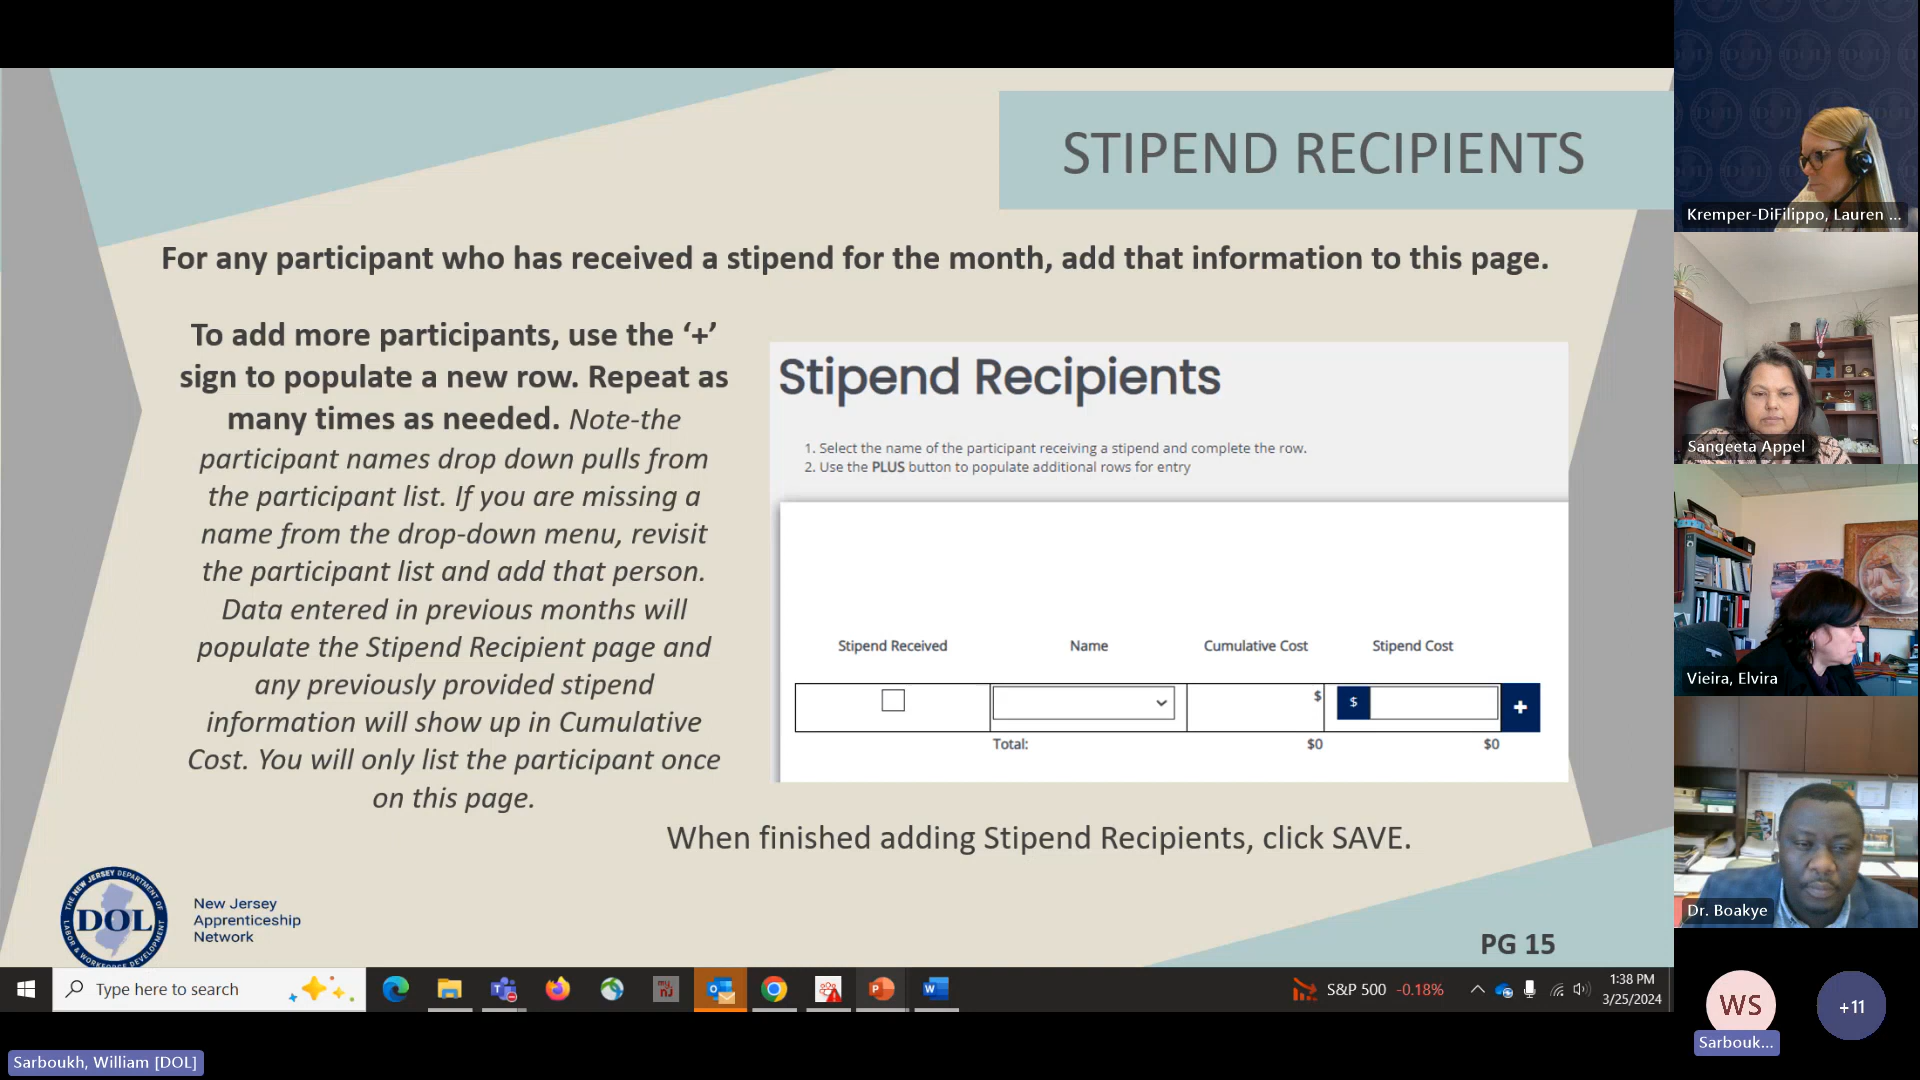 STIPEND RECIPIENTS
For any participant who has received a stipend for the month, add that information to this page.
To add more participants, use the ‘+’
sign to populate a new row. Repeat as
many times as needed. Note-the
participant names drop down pulls from
the participant list. If you are missing a
name from the drop-down menu, revisit
the participant list and add that person.
Data entered in previous months will
populate the Stipend Recipient page and
any previously provided stipend
information will show up in Cumulative
Cost. You will only list the participant once
on this page.
Stipend Recipients
1. Select the name of the participant receiving a stipend and complete the row.
2. Use the PLUS button to populate additional rows for entry
Stipend Received Name Cumulative Cost Stipend Cost
$ $ +
Total: $0 $0
When finished adding Stipend Recipients, click SAVE.
THE NEW JERSEY DEPARTMENT OF
DOL
LABOR & WORKFORCE DEVELOPMENT
New Jersey
Apprenticeship
Network
PG 15
Type here to search
S&P 500 -0.18%
1:38 PM
3/25/2024
Sarboukh, William [DOL]
Kremper-DiFilippo, Lauren ...
Sangeeta Appel
Vieira, Elvira
Dr. Boakye
WS
Sarbouk...
+11